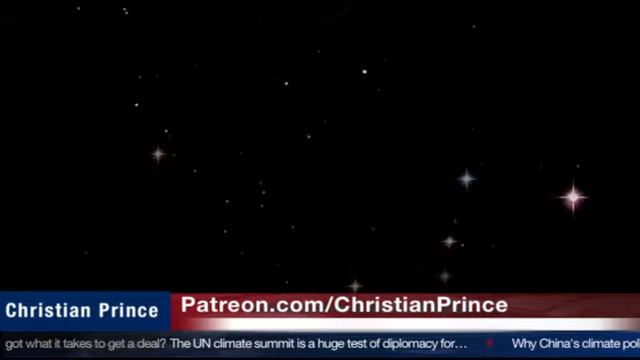 Christian Prince
Patreon.com/ChristianPrince
got what it takes to get a deal? The UN climate summit is a huge test of diplomacy for… Why China's climate poli